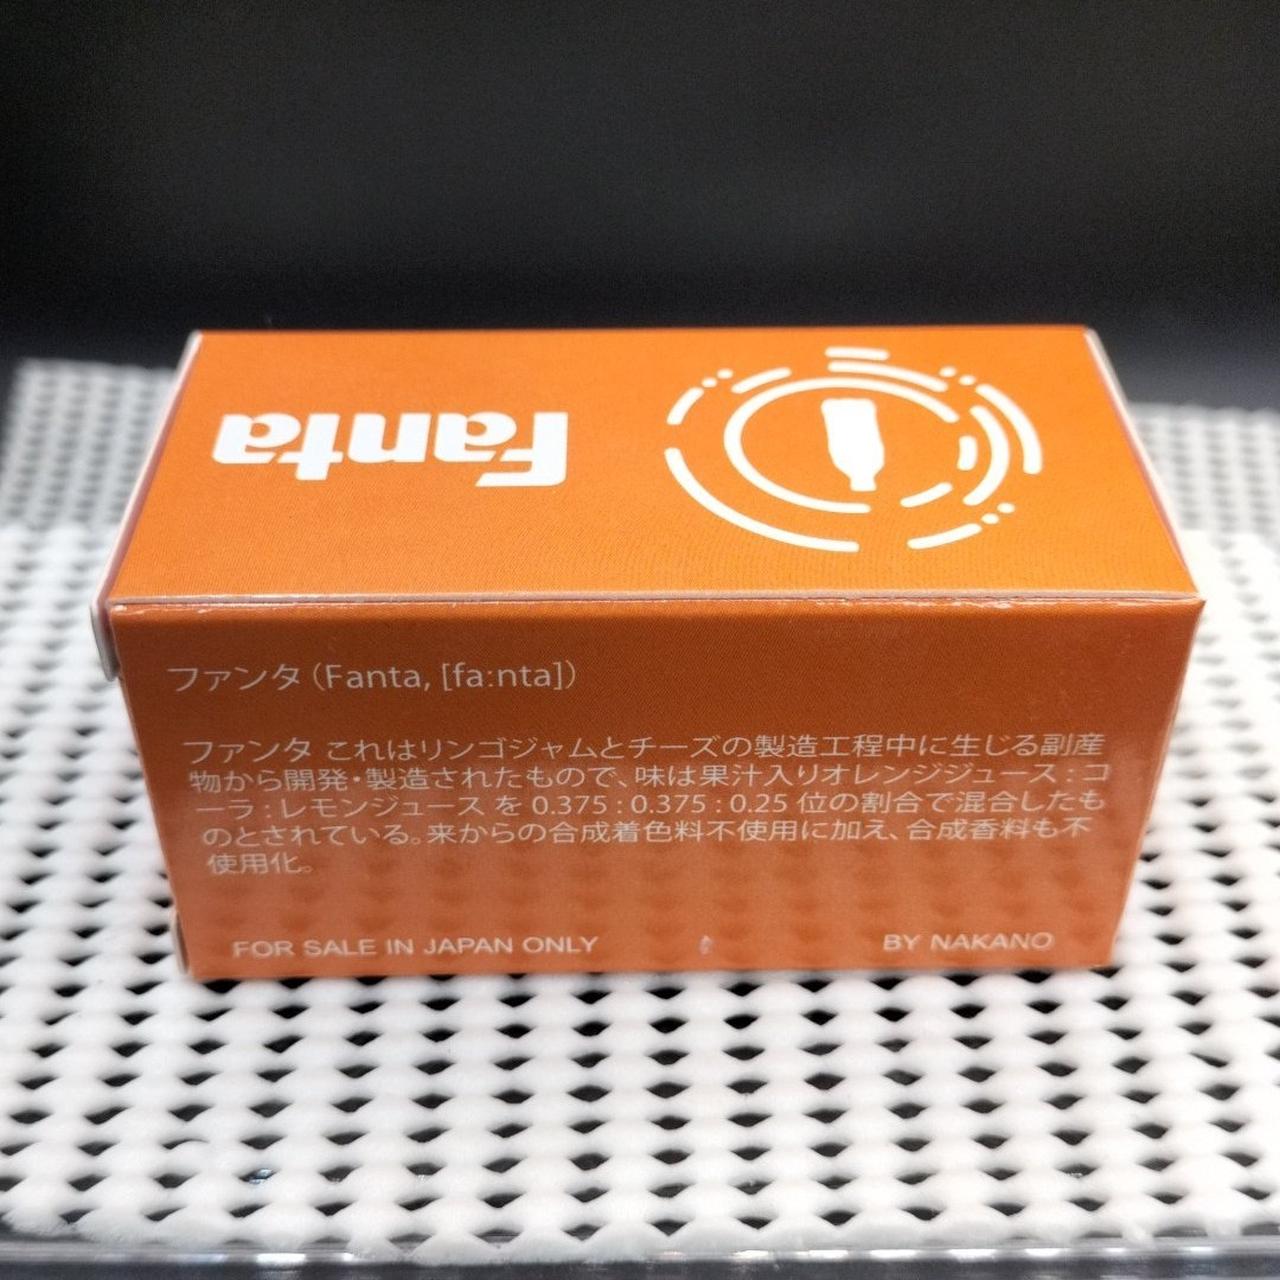 Fanta
ファンタ（Fanta, [fa:nta]）
ファンタ これはリンゴジャムとチーズの製造工程中に生じる副産
物から開発・製造されたもので、味は果汁入りオレンジジュース : コ
ーラ : レモンジュース を 0.375 : 0.375 : 0.25 位の割合で混合したも
のとされている。来からの合成着色料不使用に加え、合成香料も不
使用化。
FOR SALE IN JAPAN ONLY
BY NAKANO